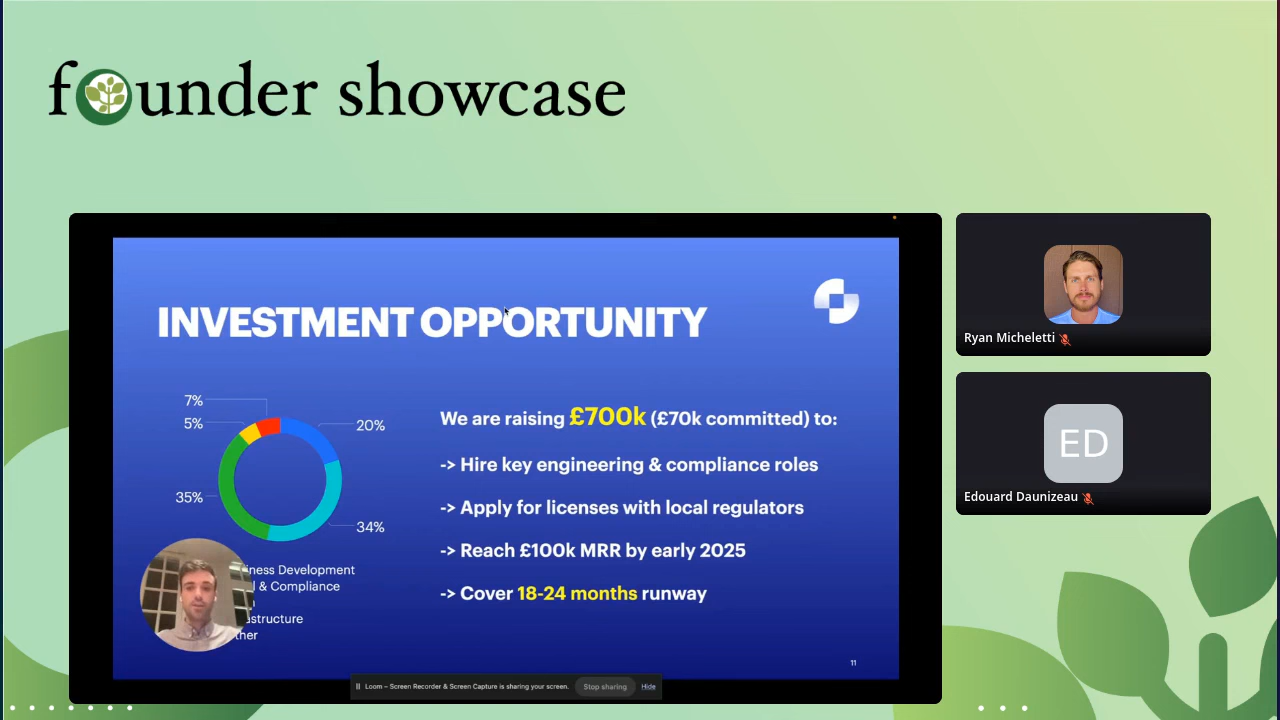 founder showcase
INVESTMENT OPPORTUNITY
7%
5%
20%
35%
34%
Development
& Compliance
We are raising £700k (£70k committed) to:
-> Hire key engineering & compliance roles
-> Apply for licenses with local regulators
-> Reach £100k MRR by early 2025
-> Cover 18-24 months runway
11
Loom – Screen Recorder & Screen Capture is sharing your screen.
Stop sharing
Hide
Ryan Micheletti
ED
Edouard Daunizeau